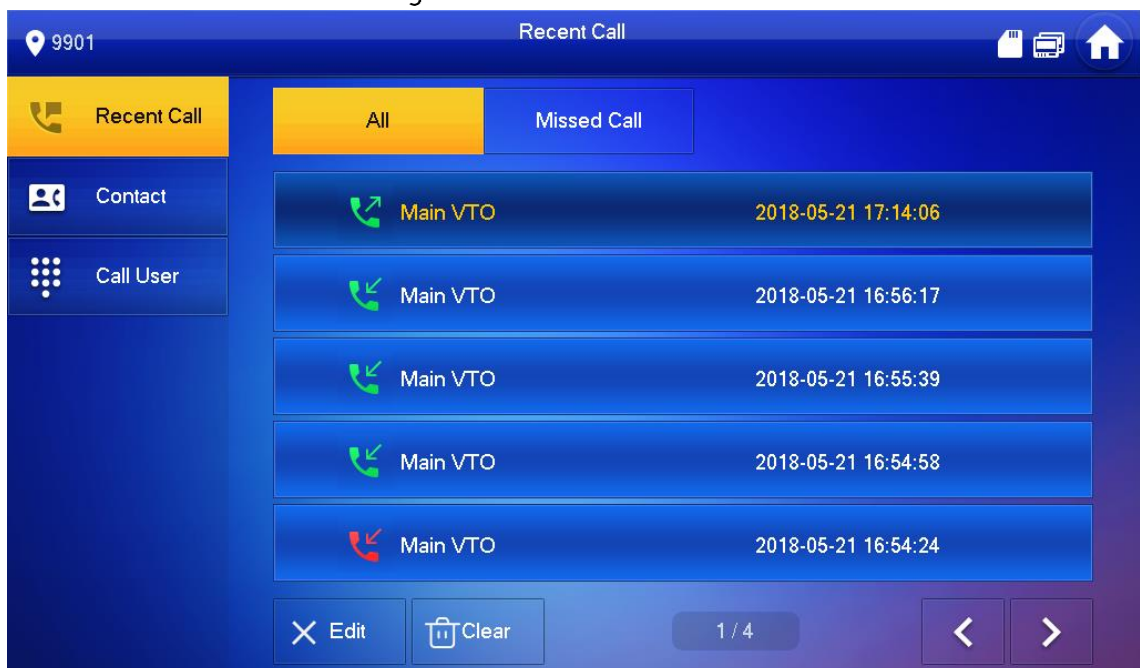 9901
Recent Call
Recent Call
Contact
Call User
All
Missed Call
Main VTO 2018-05-21 17:14:06
Main VTO 2018-05-21 16:56:17
Main VTO 2018-05-21 16:55:39
Main VTO 2018-05-21 16:54:58
Main VTO 2018-05-21 16:54:24
Edit
Clear
1 / 4